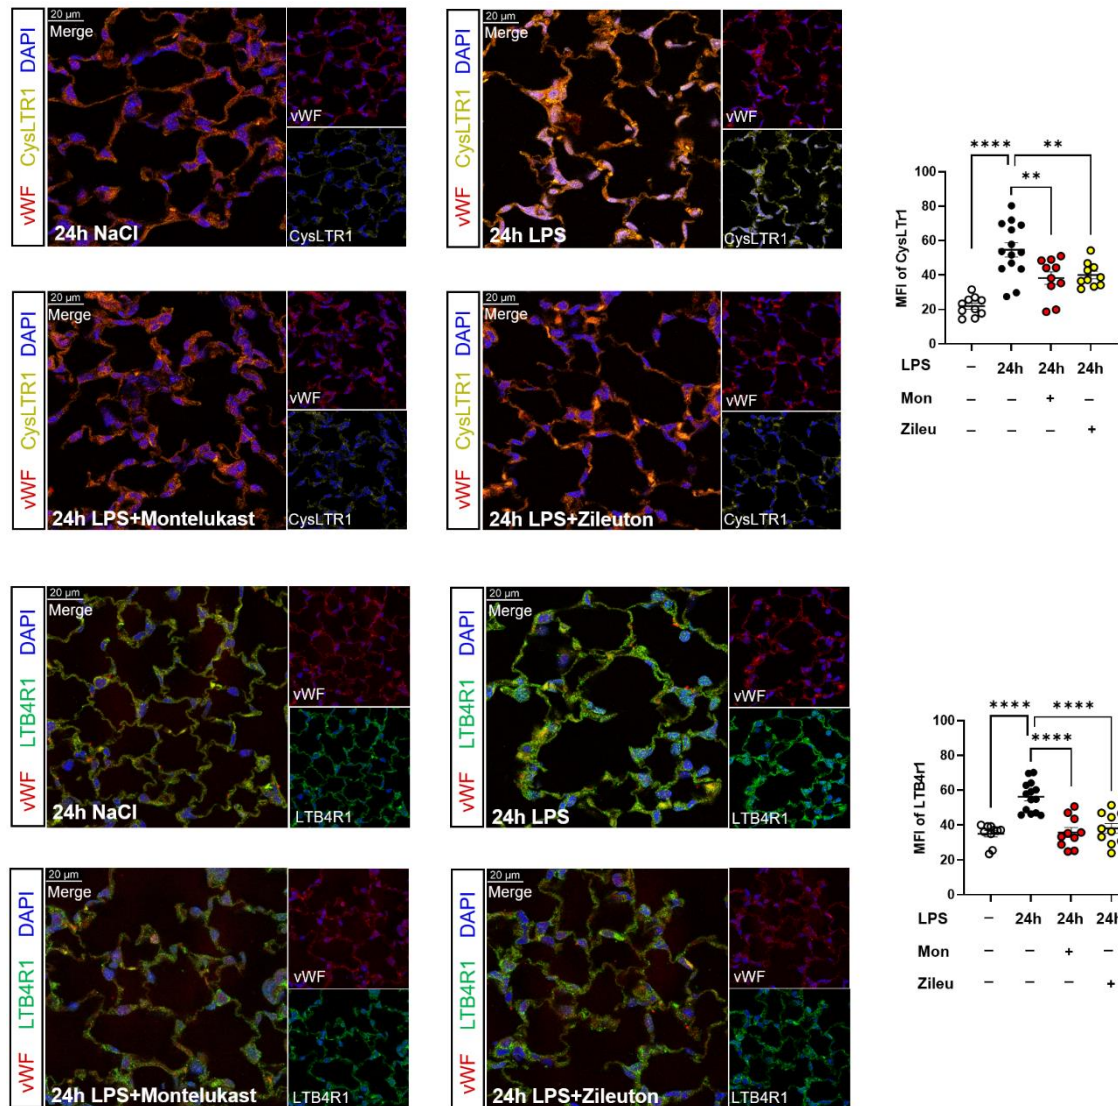 vWF CysLTR1 DAPI
20 µm
Merge
24h NaCl
vWF
CysLTR1
vWF CysLTR1 DAPI
20 µm
Merge
24h LPS
vWF
CysLTR1
vWF CysLTR1 DAPI
20 µm
Merge
24h LPS+Montelukast
vWF
CysLTR1
vWF CysLTR1 DAPI
20 µm
Merge
24h LPS+Zileuton
vWF
CysLTR1
MFI of CysLTr1
100
80
60
40
20
0
**** **
**
LPS – 24h 24h 24h
Mon – – + –
Zileu – – – +
vWF LTB4R1 DAPI
20 µm
Merge
24h NaCl
vWF
LTB4R1
vWF LTB4R1 DAPI
20 µm
Merge
24h LPS
vWF
LTB4R1
vWF LTB4R1 DAPI
20 µm
Merge
24h LPS+Montelukast
vWF
LTB4R1
vWF LTB4R1 DAPI
20 µm
Merge
24h LPS+Zileuton
vWF
LTB4R1
MFI of LTB4r1
100
80
60
40
20
0
**** ****
****
LPS – 24h 24h 24h
Mon – – + –
Zileu – – – +